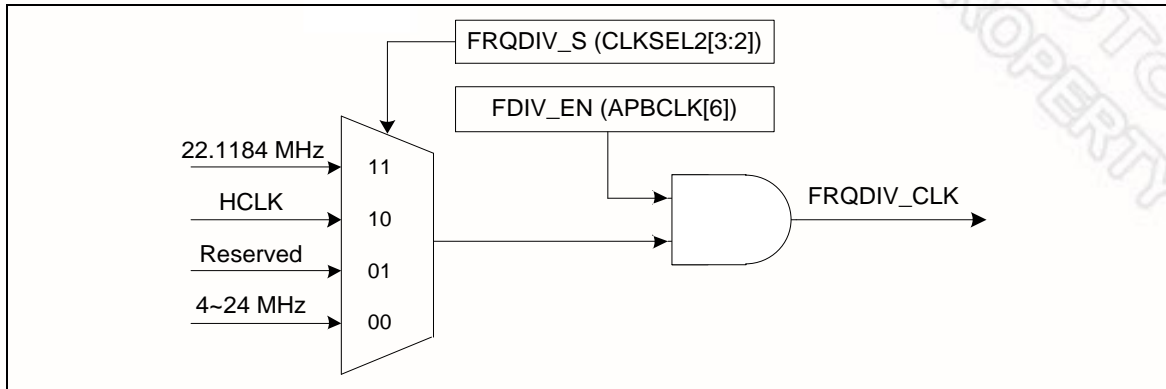 FRQDIV_S (CLKSEL2[3:2])
FDIV_EN (APBCLK[6])
22.1184 MHz
11
HCLK
10
Reserved
01
4~24 MHz
00
FRQDIV_CLK